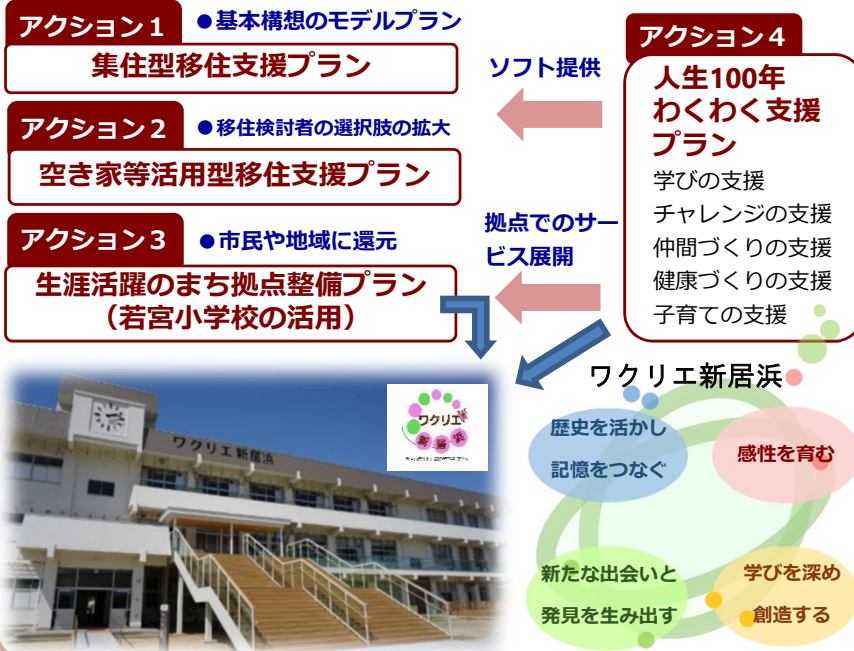 アクション１
●基本構想のモデルプラン
集住型移住支援プラン
アクション２
●移住検討者の選択肢の拡大
空き家等活用型移住支援プラン
アクション３
●市民や地域に還元
生涯活躍のまち拠点整備プラン
（若宮小学校の活用）
ソフト提供
拠点でのサー
ビス展開
アクション４
人生100年
わくわく支援
プラン
学びの支援
チャレンジの支援
仲間づくりの支援
健康づくりの支援
子育ての支援
ワクリエ新居浜
ワクリエ
新居浜
ワクリエ新居浜
歴史を活かし
記憶をつなぐ
感性を育む
新たな出会いと
発見を生み出す
学びを深め
創造する